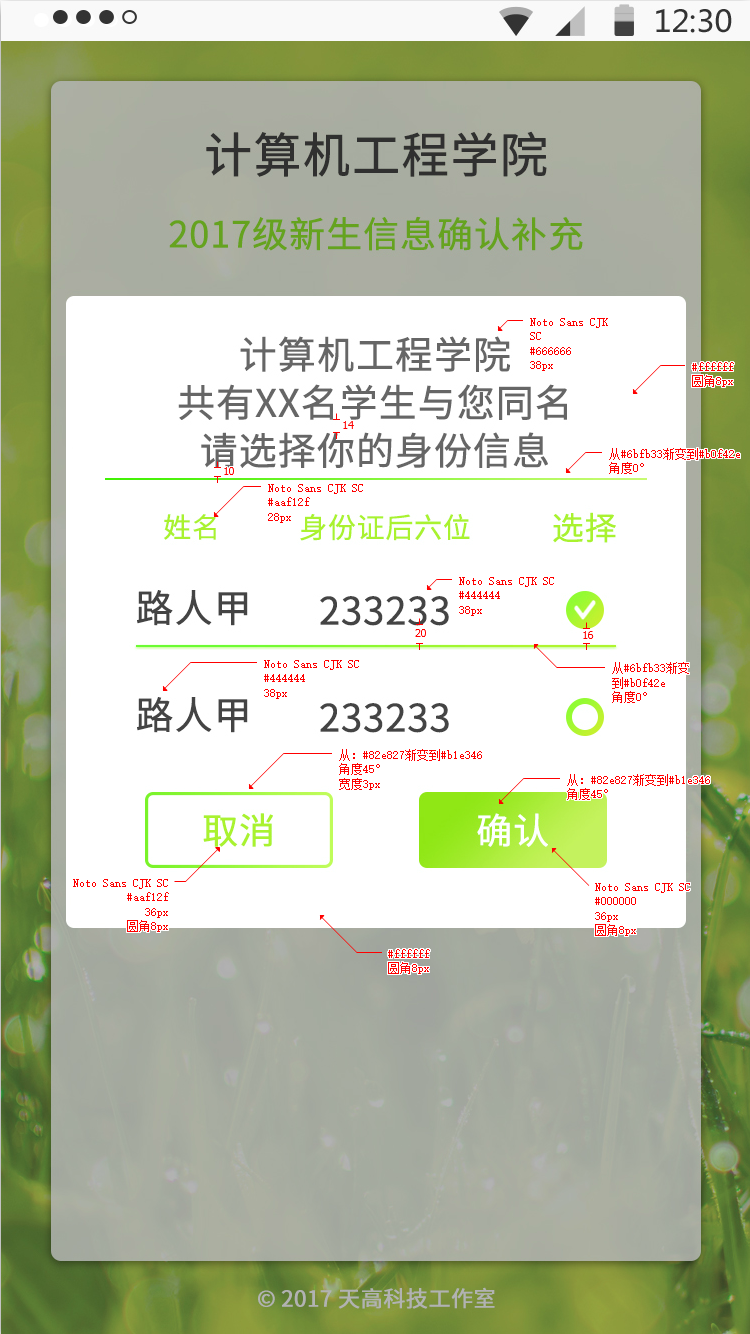 12:30
计算机工程学院
2017级新生信息确认补充
计算机工程学院
共有XX名学生与您同名
请选择你的身份信息
Noto Sans CJK
SC
#666666
38px
#ffffff
圆角8px
14
从#6bfb33渐变到#b0f42e
角度0°
10
Noto Sans CJK SC
#aaf12f
28px
姓名 身份证后六位 选择
Noto Sans CJK SC
#444444
38px
路人甲 233233
20
16
从#6bfb33渐变
到#b0f42e
角度0°
Noto Sans CJK SC
#444444
38px
路人甲 233233
从：#82e827渐变到#b1e346
角度45°
宽度3px
从：#82e827渐变到#b1e346
角度45°
取消 确认
Noto Sans CJK SC
#aaf12f
36px
圆角8px
Noto Sans CJK SC
#000000
36px
圆角8px
#ffffff
圆角8px
© 2017 天高科技工作室